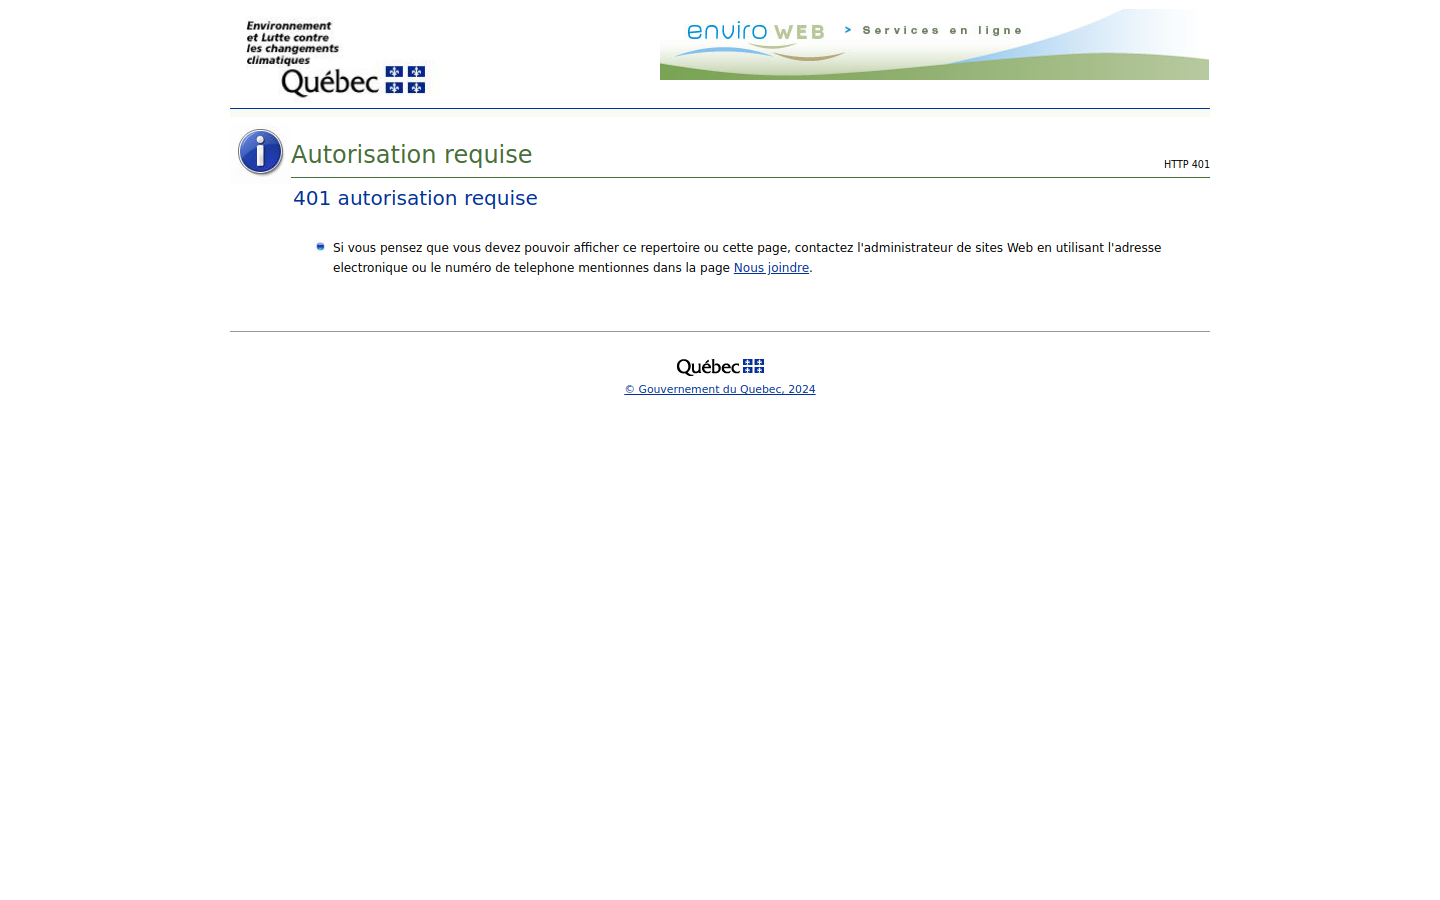 Environnement
et Lutte contre
les changements
climatiques
Québec
enviro WEB > Services en ligne
Autorisation requise
HTTP 401
401 autorisation requise
Si vous pensez que vous devez pouvoir afficher ce repertoire ou cette page, contactez l'administrateur de sites Web en utilisant l'adresse
electronique ou le numéro de telephone mentionnes dans la page Nous joindre.
Québec
© Gouvernement du Quebec, 2024